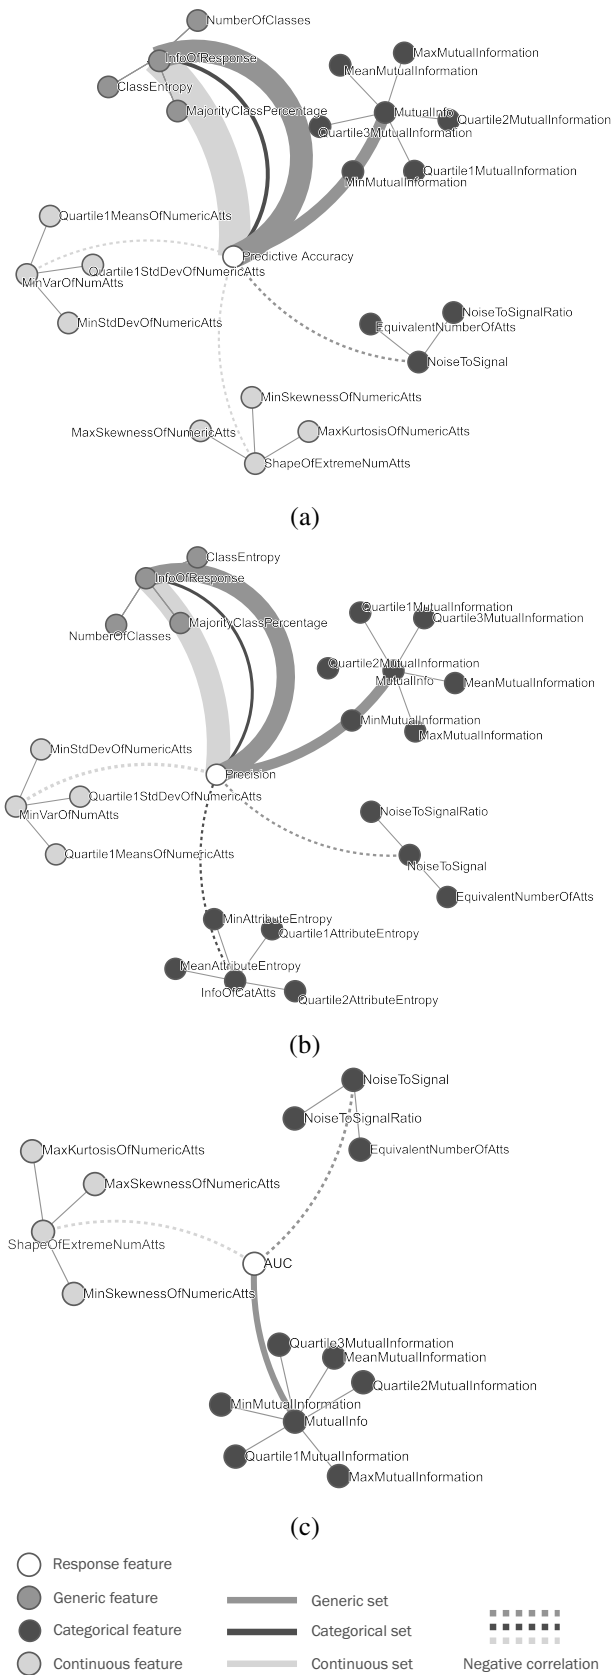 NumberOfClasses
InfoOfResponse
MaxMutualInformation
MeanMutualInformation
ClassEntropy
MajorityClassPercentage
MutualInfo
Quartile2MutualInformation
Quartile3MutualInformation
Quartile1MutualInformation
MinMutualInformation
Quartile1MeansOfNumericAtts
Predictive Accuracy
Quartile1StdDevOfNumericAtts
MinVarOfNumAtts
NoiseToSignalRatio
MinStdDevOfNumericAtts
EquivalentNumberOfAtts
NoiseToSignal
MinSkewnessOfNumericAtts
MaxSkewnessOfNumericAtts
MaxKurtosisOfNumericAtts
ShapeOfExtremeNumAtts
(a)
ClassEntropy
InfoOfResponse
Quartile1MutualInformation
Quartile3MutualInformation
MajorityClassPercentage
NumberOfClasses
Quartile2MutualInformation
MutualInfo
MeanMutualInformation
MinMutualInformation
MaxMutualInformation
MinStdDevOfNumericAtts
Precision
Quartile1StdDevOfNumericAtts
MinVarOfNumAtts
NoiseToSignalRatio
Quartile1MeansOfNumericAtts
NoiseToSignal
EquivalentNumberOfAtts
MinAttributeEntropy
Quartile1AttributeEntropy
MeanAttributeEntropy
InfoOfCatAtts
Quartile2AttributeEntropy
(b)
NoiseToSignal
NoiseToSignalRatio
EquivalentNumberOfAtts
MaxKurtosisOfNumericAtts
MaxSkewnessOfNumericAtts
ShapeOfExtremeNumAtts
AUC
MinSkewnessOfNumericAtts
Quartile3MutualInformation
MeanMutualInformation
Quartile2MutualInformation
MinMutualInformation
MutualInfo
Quartile1MutualInformation
MaxMutualInformation
(c)
Response feature
Generic feature
Generic set
Categorical feature
Categorical set
Continuous feature
Continuous set
Negative correlation